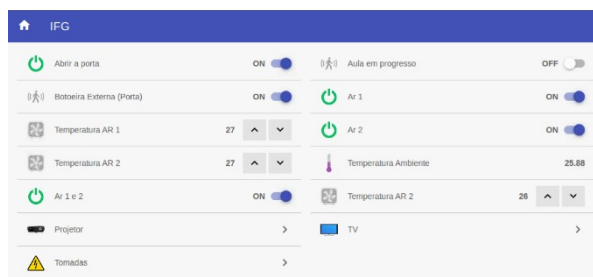 IFG
Abrir a porta ON
Botoeira Externa (Porta) ON
Temperatura AR 1 27
Temperatura AR 2 27
Ar 1 e 2 ON
Projetor
Tomadas
Aula em progresso OFF
Ar 1 ON
Ar 2 ON
Temperatura Ambiente 25.88
Temperatura AR 2 26
TV